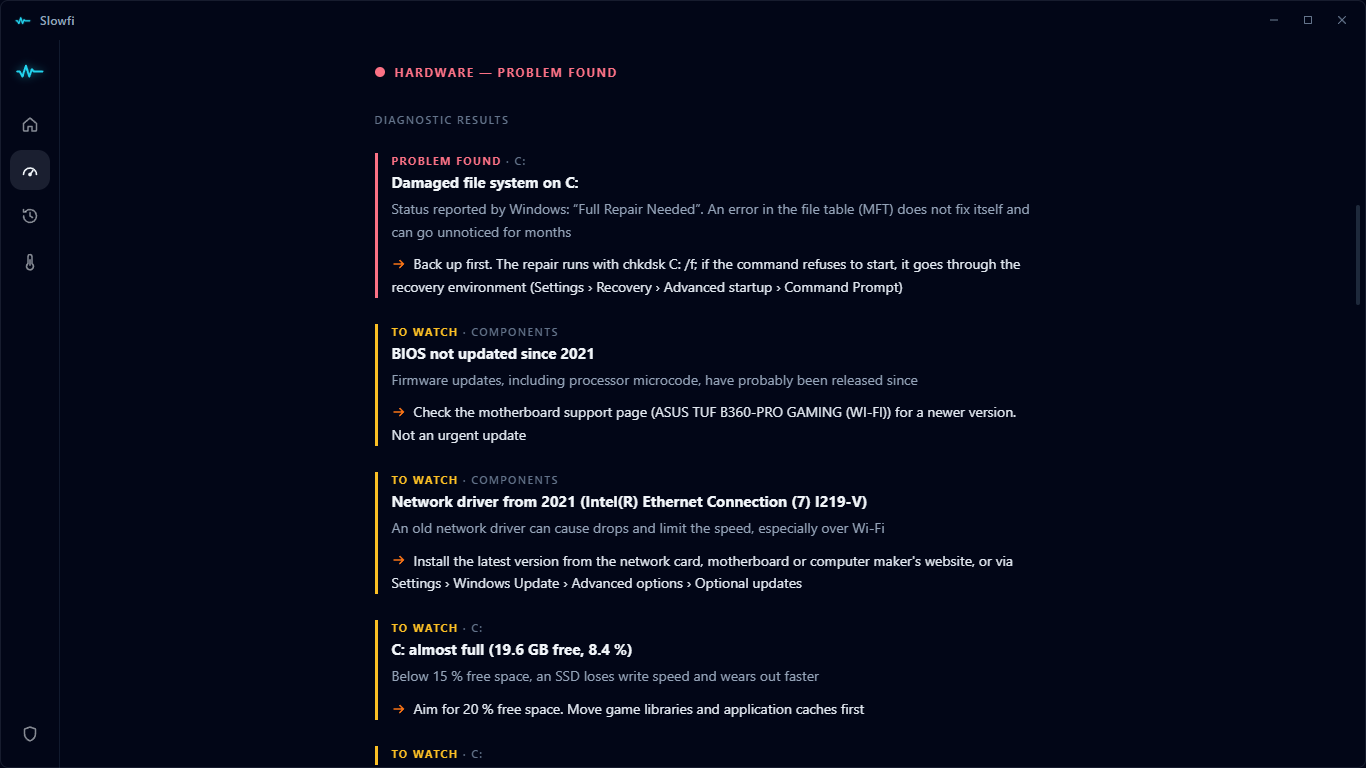 Slowfi
HARDWARE — PROBLEM FOUND
DIAGNOSTIC RESULTS
PROBLEM FOUND · C:
Damaged file system on C:
Status reported by Windows: “Full Repair Needed”. An error in the file table (MFT) does not fix itself and
can go unnoticed for months
→ Back up first. The repair runs with chkdsk C: /f; if the command refuses to start, it goes through the
recovery environment (Settings › Recovery › Advanced startup › Command Prompt)
TO WATCH · COMPONENTS
BIOS not updated since 2021
Firmware updates, including processor microcode, have probably been released since
→ Check the motherboard support page (ASUS TUF B360-PRO GAMING (WI-FI)) for a newer version.
Not an urgent update
TO WATCH · COMPONENTS
Network driver from 2021 (Intel(R) Ethernet Connection (7) I219-V)
An old network driver can cause drops and limit the speed, especially over Wi-Fi
→ Install the latest version from the network card, motherboard or computer maker's website, or via
Settings › Windows Update › Advanced options › Optional updates
TO WATCH · C:
C: almost full (19.6 GB free, 8.4 %)
Below 15 % free space, an SSD loses write speed and wears out faster
→ Aim for 20 % free space. Move game libraries and application caches first
TO WATCH · C: